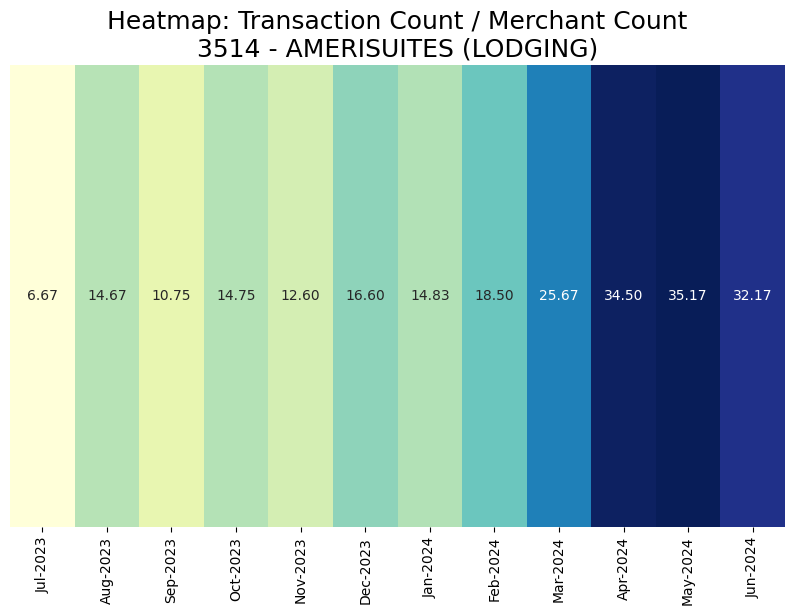 Heatmap: Transaction Count / Merchant Count
3514 - AMERISUITES (LODGING)
6.67 14.67 10.75 14.75 12.60 16.60 14.83 18.50 25.67 34.50 35.17 32.17
Jul-2023 Aug-2023 Sep-2023 Oct-2023 Nov-2023 Dec-2023 Jan-2024 Feb-2024 Mar-2024 Apr-2024 May-2024 Jun-2024